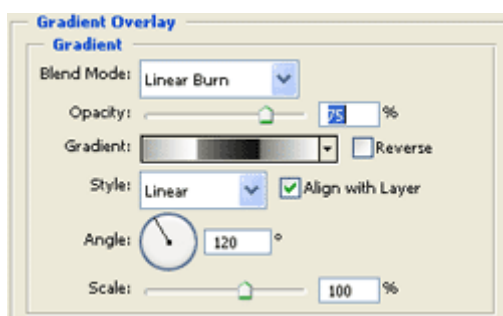 Gradient Overlay
Gradient
Blend Mode: Linear Burn
Opacity: 75 %
Gradient: Reverse
Style: Linear Align with Layer
Angle: 120 °
Scale: 100 %